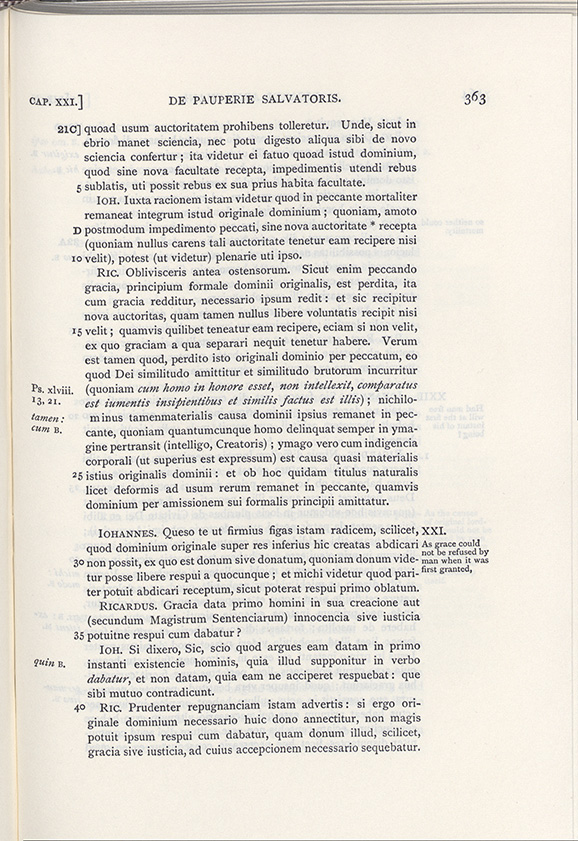 CAP. XXI.] DE PAUPERIE SALVATORIS. 363
21C] quoad usum auctoritatem prohibens tolleretur. Unde, sicut in
ebrio manet sciencia, nec potu digesto aliqua sibi de novo
sciencia confertur; ita videtur ei fatuo quoad istud dominium,
quod sine nova facultate recepta, impedimentis utendi rebus
5 sublatis, uti possit rebus ex sua prius habita facultate.
IOH. Iuxta racionem istam videtur quod in peccante mortaliter
remaneat integrum istud originale dominium; quoniam, amoto
D postmodum impedimento peccati, sine nova auctoritate * recepta
(quoniam nullus carens tali auctoritate tenetur eam recipere nisi
10 velit), potest (ut videtur) plenarie uti ipso.
RIC. Oblivisceris antea ostensorum. Sicut enim peccando
gracia, principium formale dominii originalis, est perdita, ita
cum gracia redditur, necessario ipsum redit: et sic recipitur
nova auctoritas, quam tamen nullus libere voluntatis recipit nisi
15 velit; quamvis quilibet teneatur eam recipere, eciam si non velit,
ex quo graciam a qua separari nequit tenetur habere. Verum
est tamen quod, perdito isto originali dominio per peccatum, eo
quod Dei similitudo amittitur et similitudo brutorum incurritur
Ps. xlviii. (quoniam cum homo in honore esset, non intellexit, comparatus
13, 21. est iumentis insipientibus et similis factus est illis); nichilo-
tamen: minus tamenmaterialis causa dominii ipsius remanet in pec-
cum B. cante, quoniam quantumcunque homo delinquat semper in yma-
gine pertransit (intelligo, Creatoris); ymago vero cum indigencia
corporali (ut superius est expressum) est causa quasi materialis
25 istius originalis dominii: et ob hoc quidam titulus naturalis
licet deformis ad usum rerum remanet in peccante, quamvis
dominium per amissionem sui formalis principii amittatur.
IOHANNES. Queso te ut firmius figas istam radicem, scilicet, XXI.
quod dominium originale super res inferius hic creatas abdicari As grace could
not be refused by
30 non possit, ex quo est donum sive donatum, quoniam donum vide- man when it was
tur posse libere respui a quocunque; et michi videtur quod pari- first granted,
ter potuit abdicari receptum, sicut poterat respui primo oblatum.
RICARDUS. Gracia data primo homini in sua creacione aut
(secundum Magistrum Sentenciarum) innocencia sive iusticia
35 potuitne respui cum dabatur?
IOH. Si dixero, Sic, scio quod argues eam datam in primo
quin B. instanti existencie hominis, quia illud supponitur in verbo
dabatur, et non datam, quia eam ne acciperet respuebat: que
sibi mutuo contradicunt.
40 RIC. Prudenter repugnanciam istam advertis: si ergo ori-
ginale dominium necessario huic dono annectitur, non magis
potuit ipsum respui cum dabatur, quam donum illud, scilicet,
gracia sive iusticia, ad cuius accepcionem necessario sequebatur.